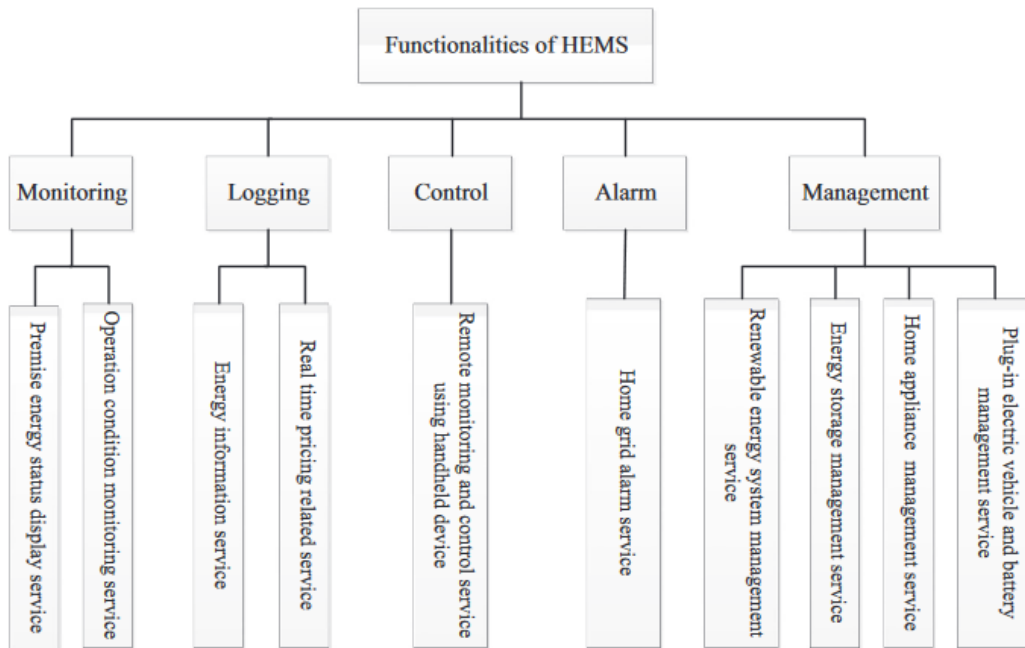 Functionalities of HEMS
Monitoring
Logging
Control
Alarm
Management
Premise energy status display service
Operation condition monitoring service
Energy information service
Real time pricing related service
Remote monitoring and control service
using handheld device
Home grid alarm service
Renewable energy system management
service
Energy storage management service
Home appliance management service
Plug-in electric vehicle and battery
management service